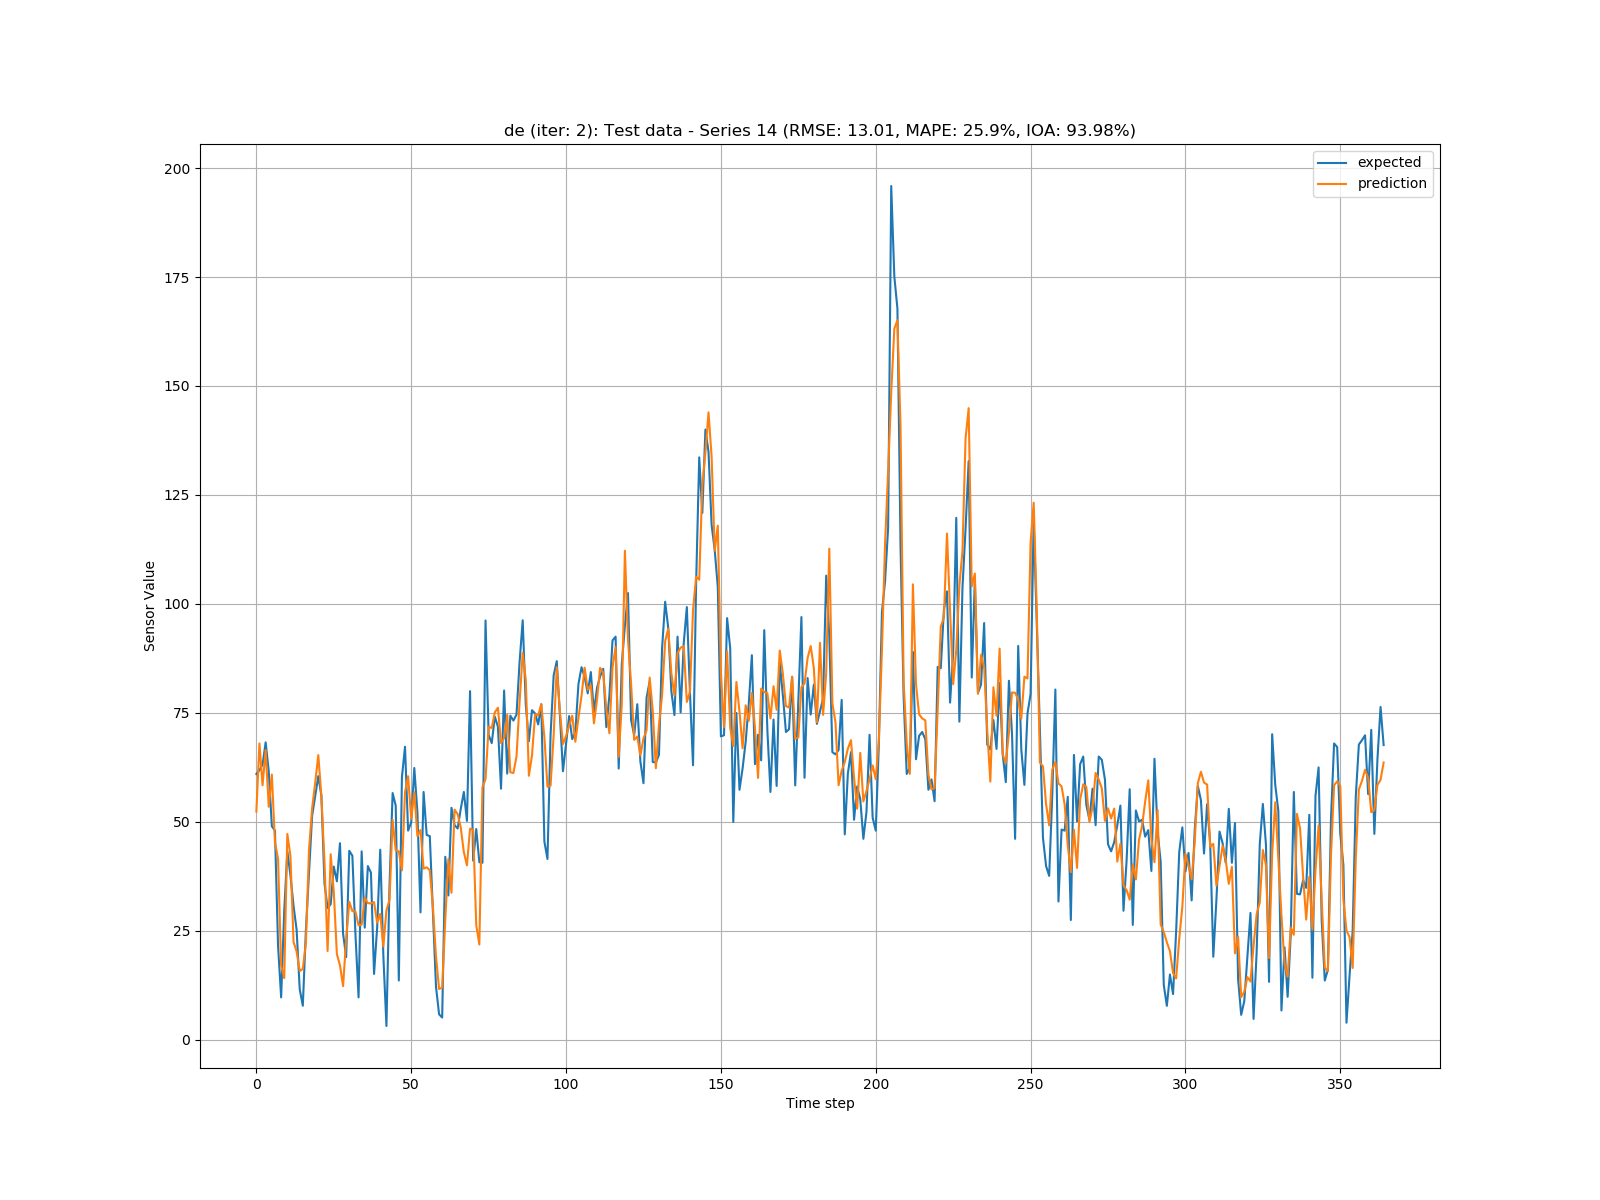 de (iter: 2): Test data - Series 14 (RMSE: 13.01, MAPE: 25.9%, IOA: 93.98%)
expected
prediction
200
175
150
125
100
75
50
25
0
Sensor Value
0 50 100 150 200 250 300 350
Time step